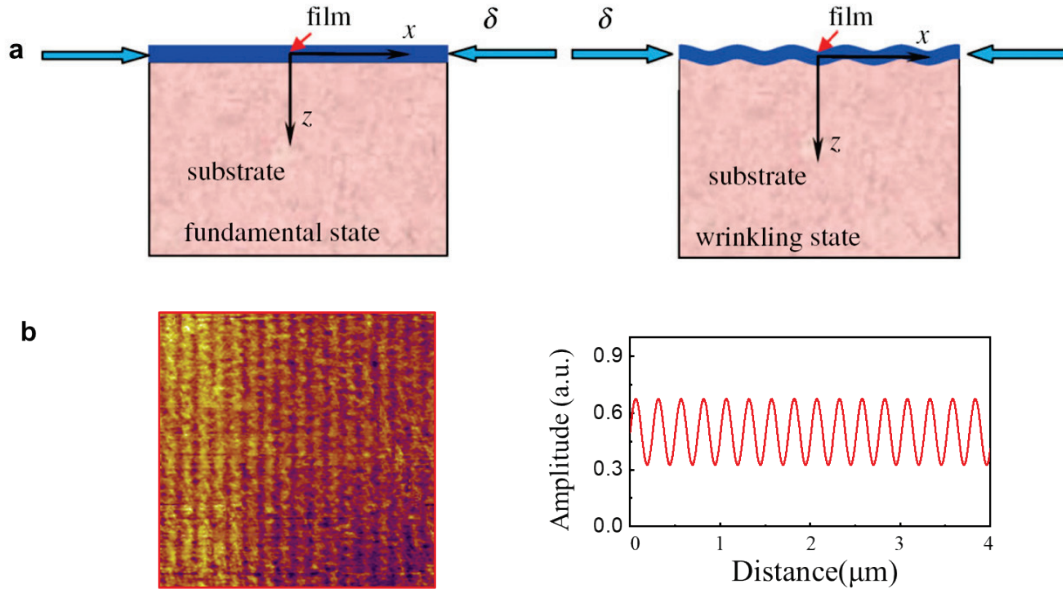 a
film
δ
x
z
substrate
fundamental state
δ
film
x
z
substrate
wrinkling state
b
Amplitude (a.u.)
0.9
0.6
0.3
0.0
0 1 2 3 4
Distance(μm)